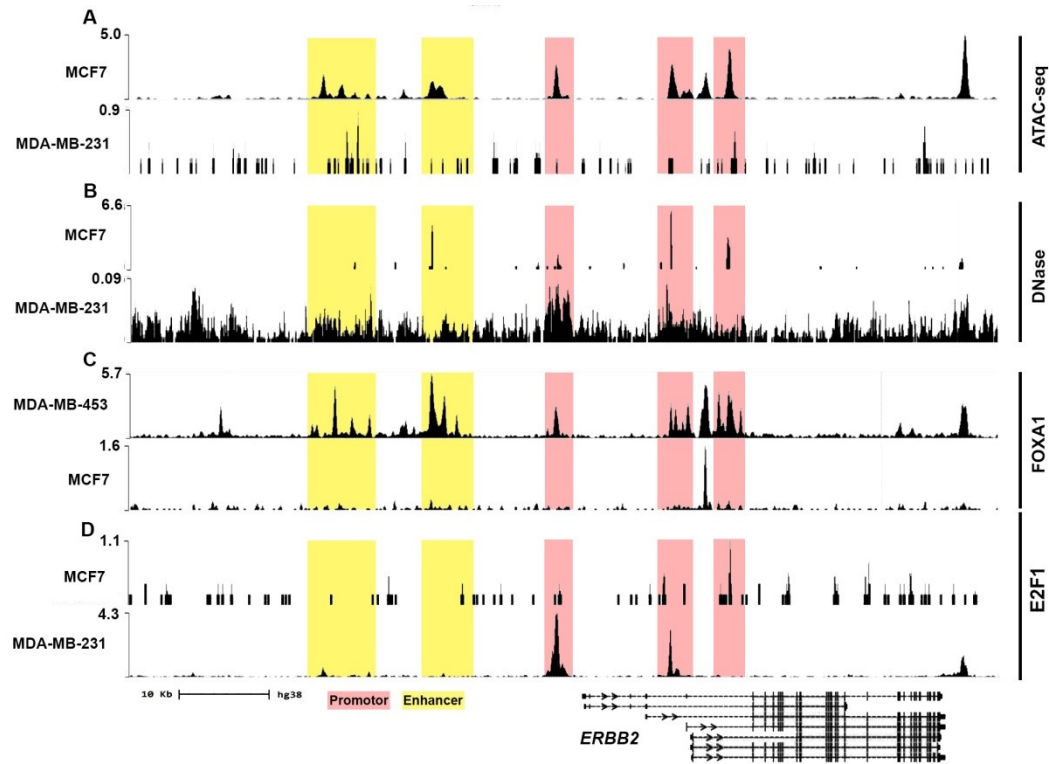 A
5.0
MCF7
0.9
MDA-MB-231
ATAC-seq
B
6.6
MCF7
0.09
MDA-MB-231
DNase
C
5.7
MDA-MB-453
1.6
MCF7
FOXA1
D
1.1
MCF7
4.3
MDA-MB-231
E2F1
10 Kb hg38
Promotor Enhancer
ERBB2